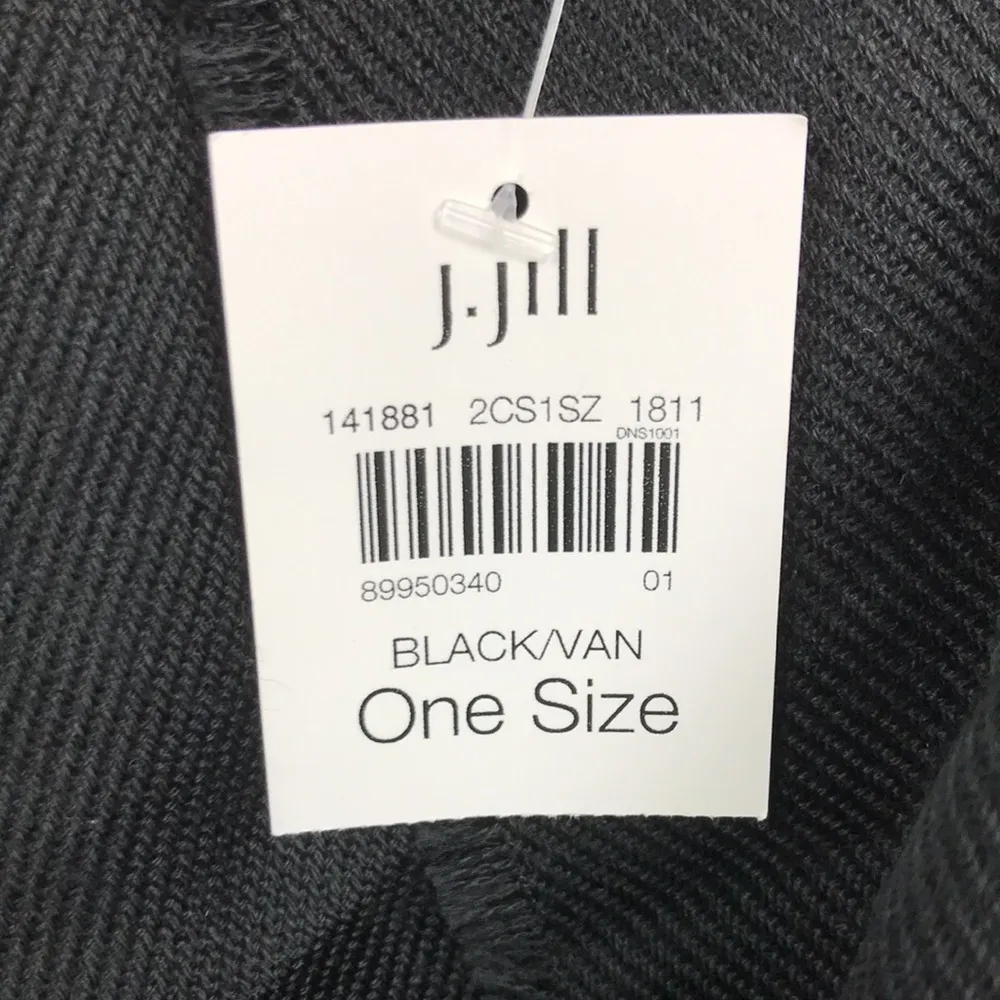 J.Jill
141881 2CS1SZ 1811
DNS1001
89950340 01
BLACK/VAN
One Size